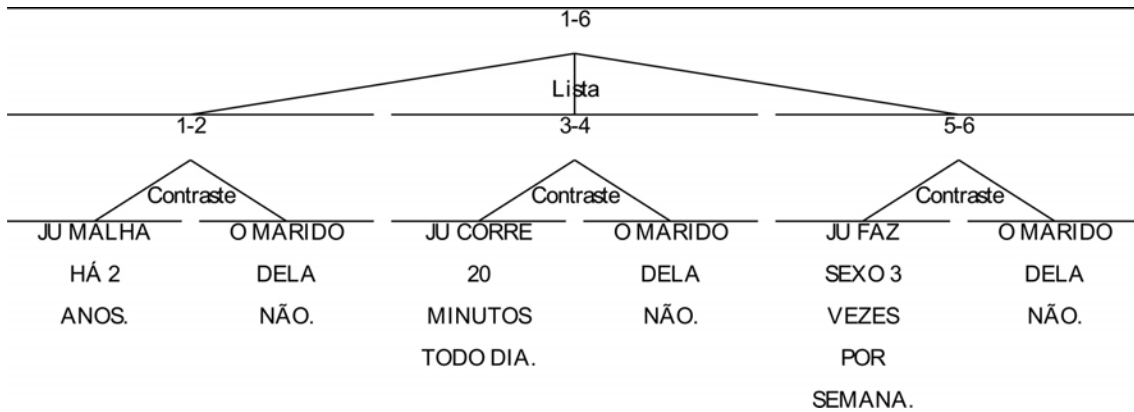 1-6
Lista
1-2 3-4 5-6
Contraste Contraste Contraste
JU MALHA
HÁ 2
ANOS.
O MARIDO
DELA
NÃO.
JU CORRE
20
MINUTOS
TODO DIA.
O MARIDO
DELA
NÃO.
JU FAZ
SEXO 3
VEZES
POR
SEMANA.
O MARIDO
DELA
NÃO.